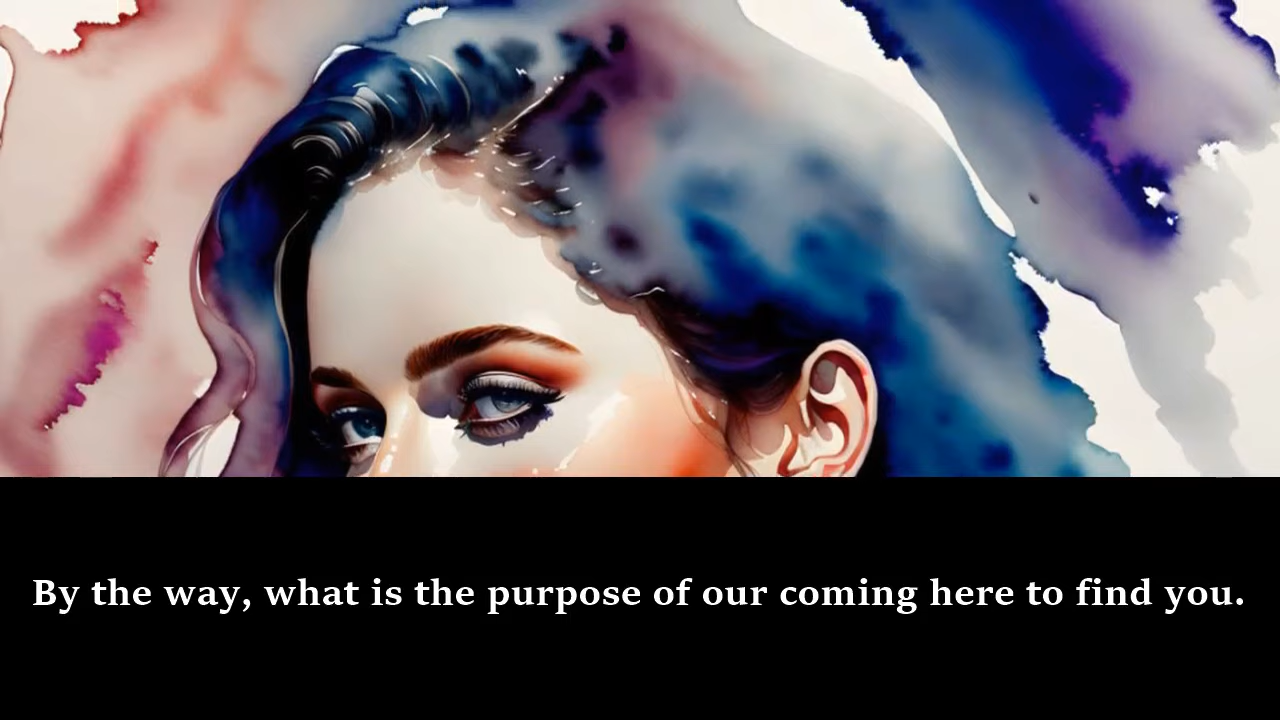 By the way, what is the purpose of our coming here to find you.